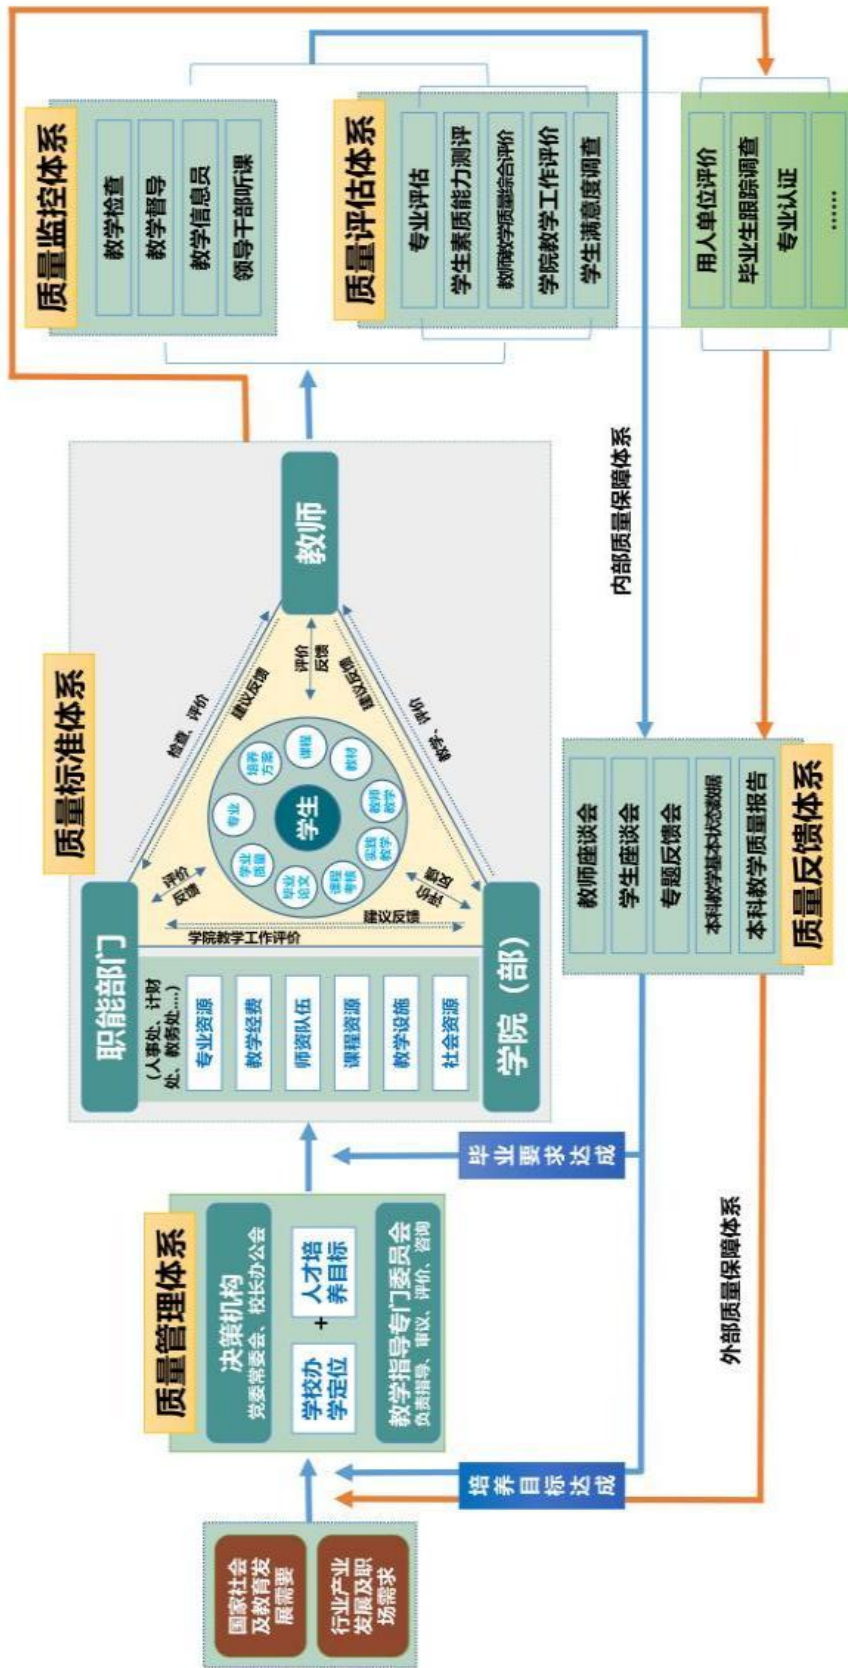 国家社会
及教育发
展需要
行业产业
发展及职
场需求
质量管理体系
决策机构
党委常委会、校长办公会
学校办
学定位
+
人才培
养目标
教学指导专门委员会
负责指导、审议、评价、咨询
培养目标达成
毕业要求达成
质量标准体系
职能部门
（人事处、计财
处、教务处....）
专业资源
教学经费
师资队伍
课程资源
教学设施
社会资源
学院（部）
学院教学工作评价
建议反馈
评价
反馈
评价
反馈
检查、评价
建议反馈
学生
专业
培养
方案
课程
教材
教师
教学
实践
教学
课程
考核
毕业
论文
学业
质量
评价
反馈
建议反馈
教学、评价
教师
质量监控体系
教学检查
教学督导
教学信息员
领导干部听课
质量评估体系
专业评估
学生素质能力测评
教师教学质量综合评价
学院教学工作评价
学生满意度调查
用人单位评价
毕业生跟踪调查
专业认证
......
内部质量保障体系
教师座谈会
学生座谈会
专题反馈会
本科教学基本状态数据
本科教学质量报告
质量反馈体系
外部质量保障体系